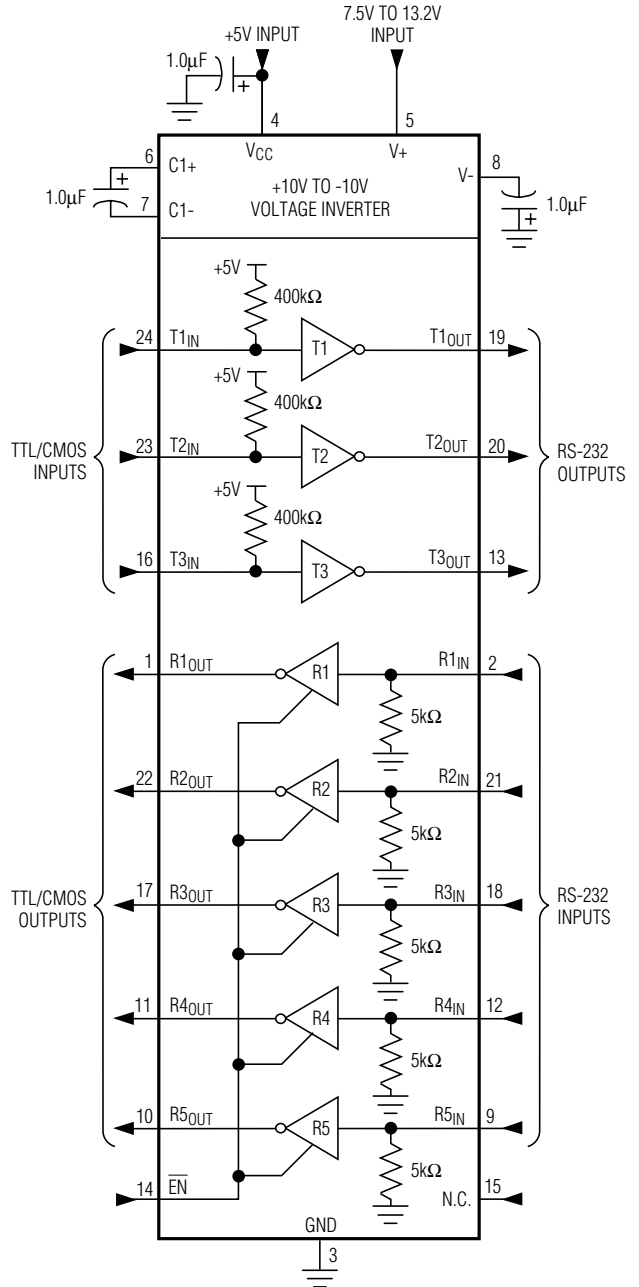 7.5V TO 13.2V
INPUT
+5V INPUT
1.0µF
+
4
5
VCC
V+
6
C1+
+
1.0µF
7
C1-
+10V TO -10V
VOLTAGE INVERTER
V-
8
1.0µF
+
+5V
400kΩ
24
T1IN
T1
T1OUT
19
+5V
400kΩ
23
T2IN
T2
T2OUT
20
TTL/CMOS
INPUTS
RS-232
OUTPUTS
+5V
400kΩ
16
T3IN
T3
T3OUT
13
1
R1OUT
R1
R1IN
2
5kΩ
22
R2OUT
R2
R2IN
21
5kΩ
TTL/CMOS
OUTPUTS
17
R3OUT
R3
R3IN
18
RS-232
INPUTS
5kΩ
11
R4OUT
R4
R4IN
12
5kΩ
10
R5OUT
R5
R5IN
9
5kΩ
14
EN
N.C.
15
GND
3